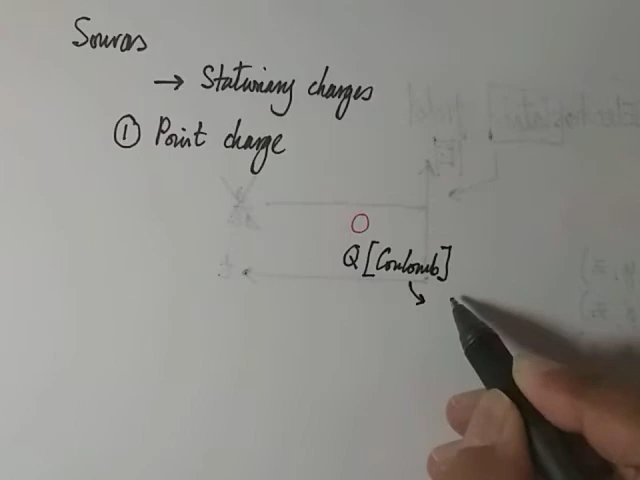 Sources
→ Stationary charges
① Point charge
Q [Coulomb]